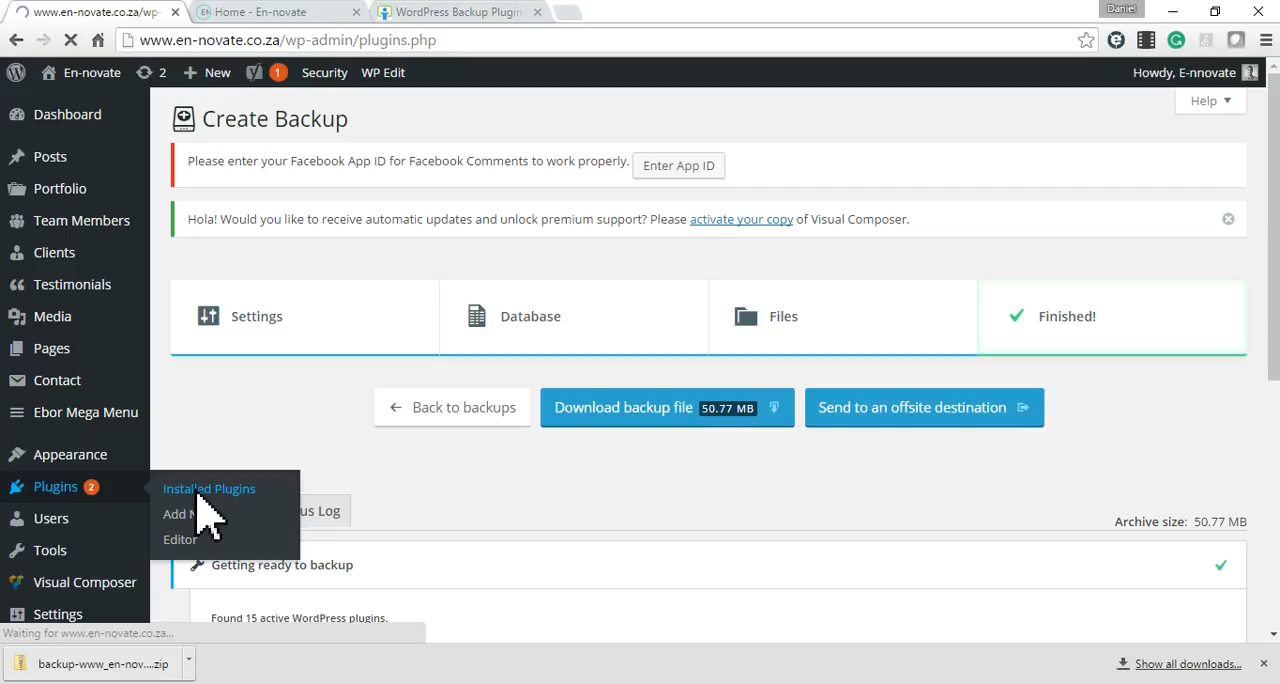 www.en-novate.co.za/wp-
Home - En-novate
WordPress Backup Plugin
Daniel
www.en-novate.co.za/wp-admin/plugins.php
En-novate 2 New 1 Security WP Edit Howdy, E-nnovate
Help
Dashboard
Posts
Portfolio
Team Members
Clients
Testimonials
Media
Pages
Contact
Ebor Mega Menu
Appearance
Plugins 2
Users
Tools
Visual Composer
Settings
Installed Plugins
Add N
Editor
Create Backup
Please enter your Facebook App ID for Facebook Comments to work properly. Enter App ID
Hola! Would you like to receive automatic updates and unlock premium support? Please activate your copy of Visual Composer.
Settings Database Files Finished!
Back to backups Download backup file 50.77 MB Send to an offsite destination
us Log
Archive size: 50.77 MB
Getting ready to backup
Found 15 active WordPress plugins.
Waiting for www.en-novate.co.za...
backup-www_en-nov....zip
Show all downloads...